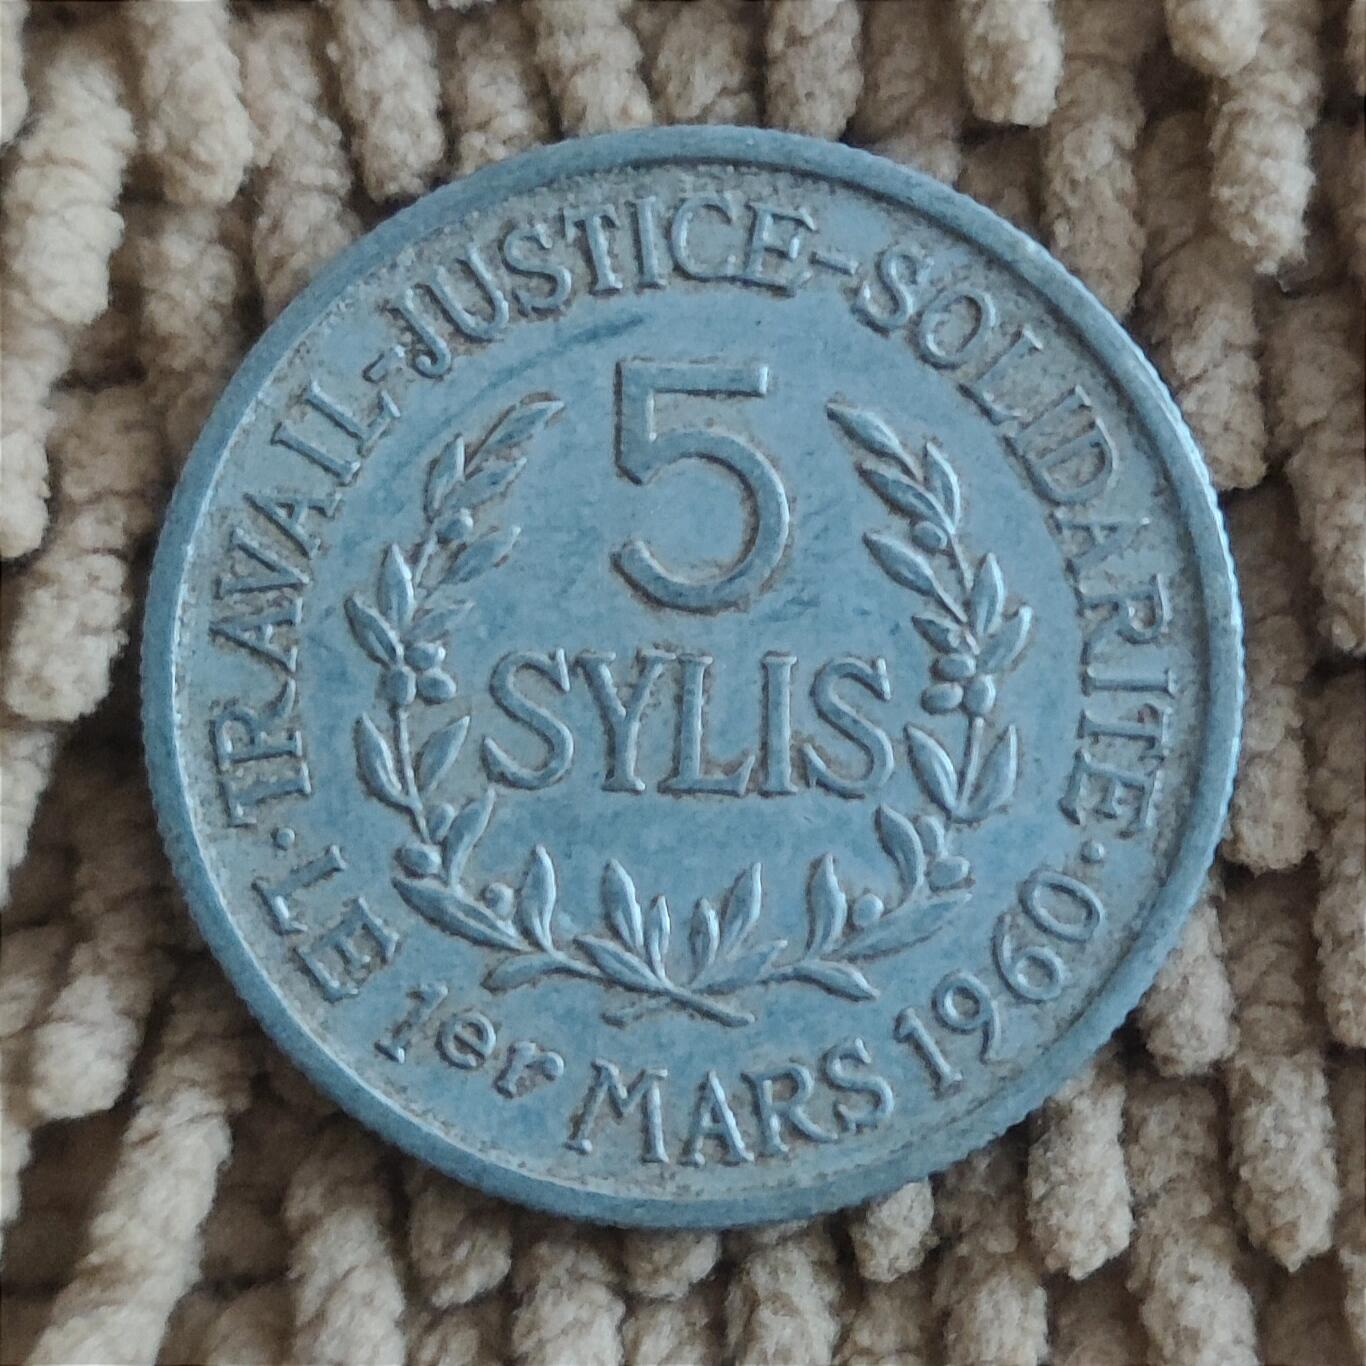 TRAVAIL-JUSTICE-SOLIDARITE
5
SYLIS
LE 1er MARS 1960